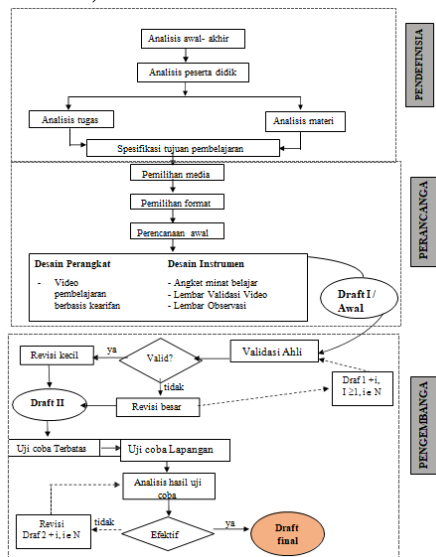 Analisis awal- akhir
Analisis peserta didik
Analisis tugas
Analisis materi
Spesifikasi tujuan pembelajaran
PENDEFINISIA
Pemilihan media
Pemilihan format
Perencanaan awal
Desain Perangkat
- Video
pembelajaran
berbasis kearifan
Desain Instrumen
- Angket minat belajar
- Lembar Validasi Video
- Lembar Observasi
Draft I /
Awal
PERANCANGA
Validasi Ahli
Valid?
ya
Revisi kecil
tidak
Revisi besar
Draf 1 + i,
I ≥1, i ∈ N
Draft II
Uji coba Terbatas
Uji coba Lapangan
Analisis hasil uji
coba
Efektif
tidak
Revisi
Draf 2 + i, i ∈ N
ya
Draft
final
PENGEMBANGA